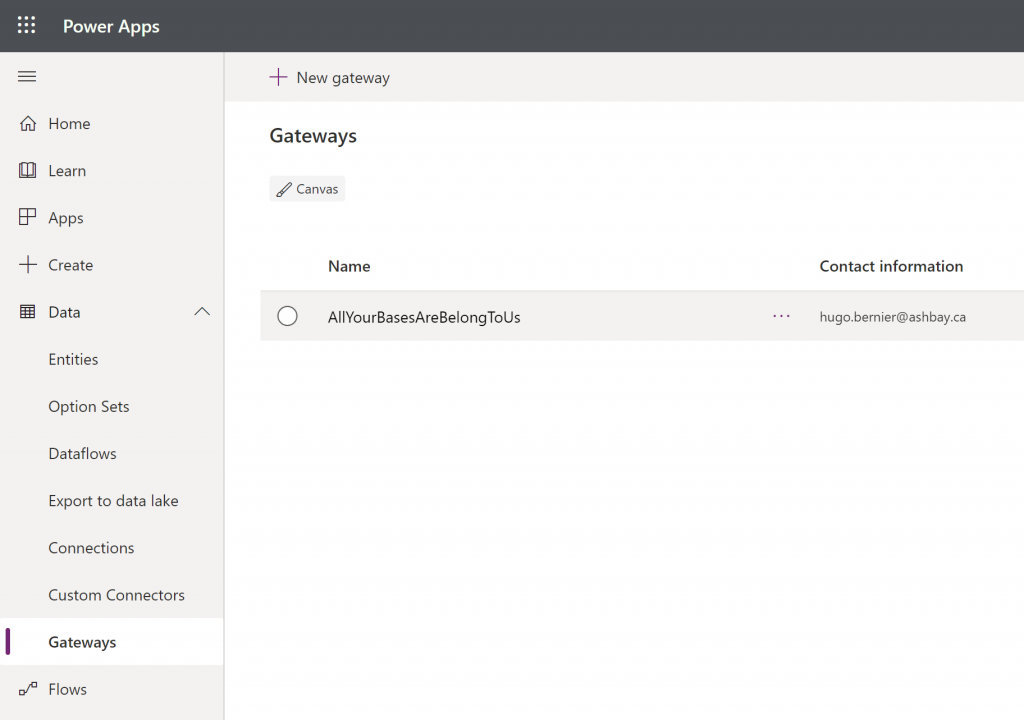 Power Apps
New gateway
Home
Learn
Apps
Create
Data
Entities
Option Sets
Dataflows
Export to data lake
Connections
Custom Connectors
Gateways
Flows
Gateways
Canvas
Name Contact information
AllYourBasesAreBelongToUs ··· hugo.bernier@ashbay.ca